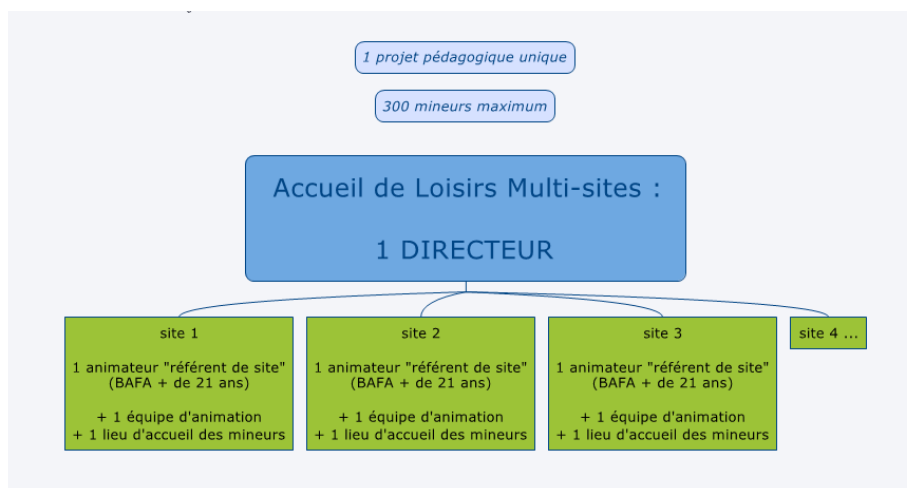 1 projet pédagogique unique
300 mineurs maximum
Accueil de Loisirs Multi-sites :
1 DIRECTEUR
site 1
1 animateur "référent de site"
(BAFA + de 21 ans)
+ 1 équipe d'animation
+ 1 lieu d'accueil des mineurs
site 2
1 animateur "référent de site"
(BAFA + de 21 ans)
+ 1 équipe d'animation
+ 1 lieu d'accueil des mineurs
site 3
1 animateur "référent de site"
(BAFA + de 21 ans)
+ 1 équipe d'animation
+ 1 lieu d'accueil des mineurs
site 4 ...